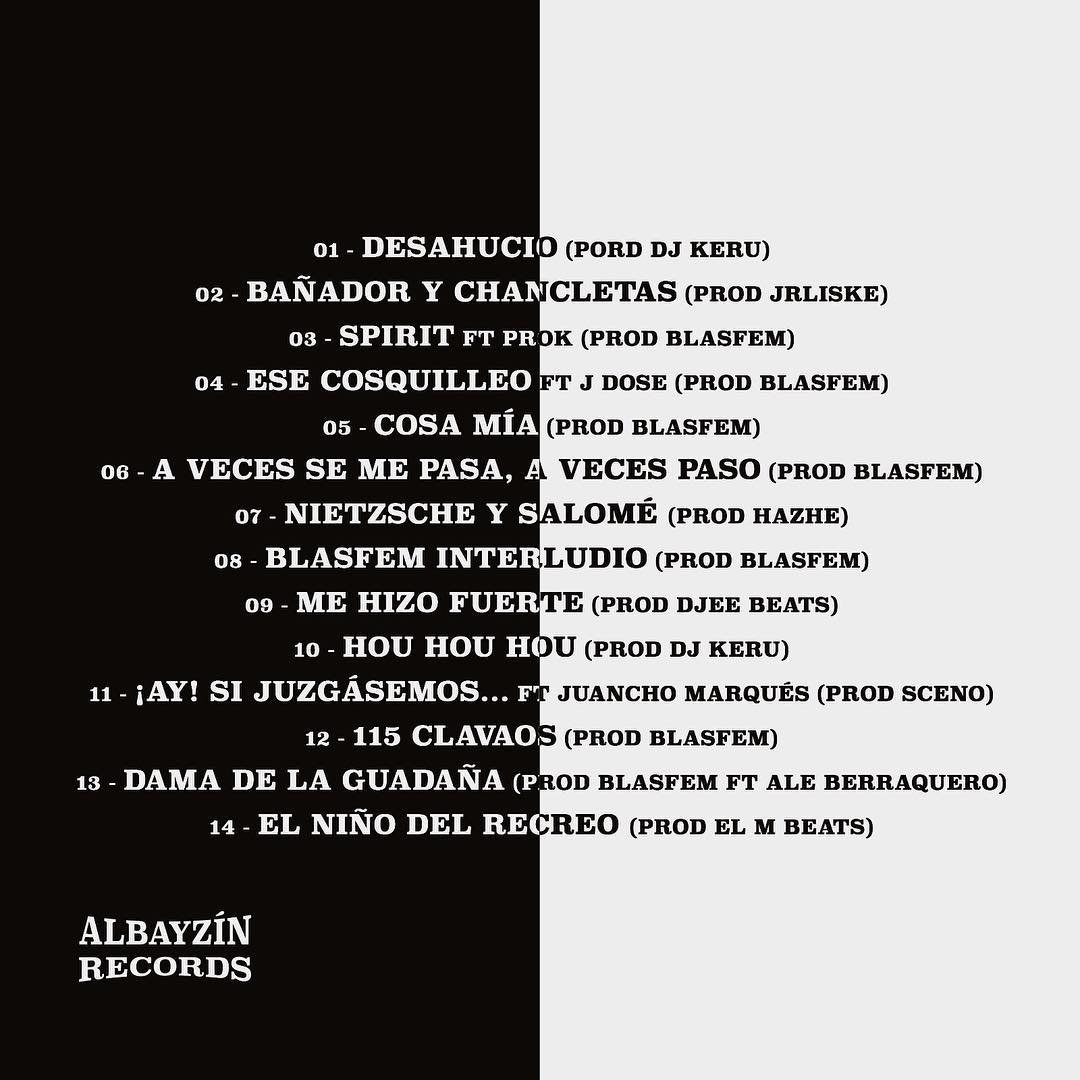 01 - DESAHUCIO (PORD DJ KERU)
02 - BAÑADOR Y CHANCLETAS (PROD JRLISKE)
03 - SPIRIT FT PROK (PROD BLASFEM)
04 - ESE COSQUILLEO FT J DOSE (PROD BLASFEM)
05 - COSA MÍA (PROD BLASFEM)
06 - A VECES SE ME PASA, A VECES PASO (PROD BLASFEM)
07 - NIETZSCHE Y SALOMÉ (PROD HAZHE)
08 - BLASFEM INTERLUDIO (PROD BLASFEM)
09 - ME HIZO FUERTE (PROD DJEE BEATS)
10 - HOU HOU HOU (PROD DJ KERU)
11 - ¡AY! SI JUZGÁSEMOS... FT JUANCHO MARQUÉS (PROD SCENO)
12 - 115 CLAVAOS (PROD BLASFEM)
13 - DAMA DE LA GUADAÑA (PROD BLASFEM FT ALE BERRAQUERO)
14 - EL NIÑO DEL RECREO (PROD EL M BEATS)
ALBAYZÍN
RECORDS